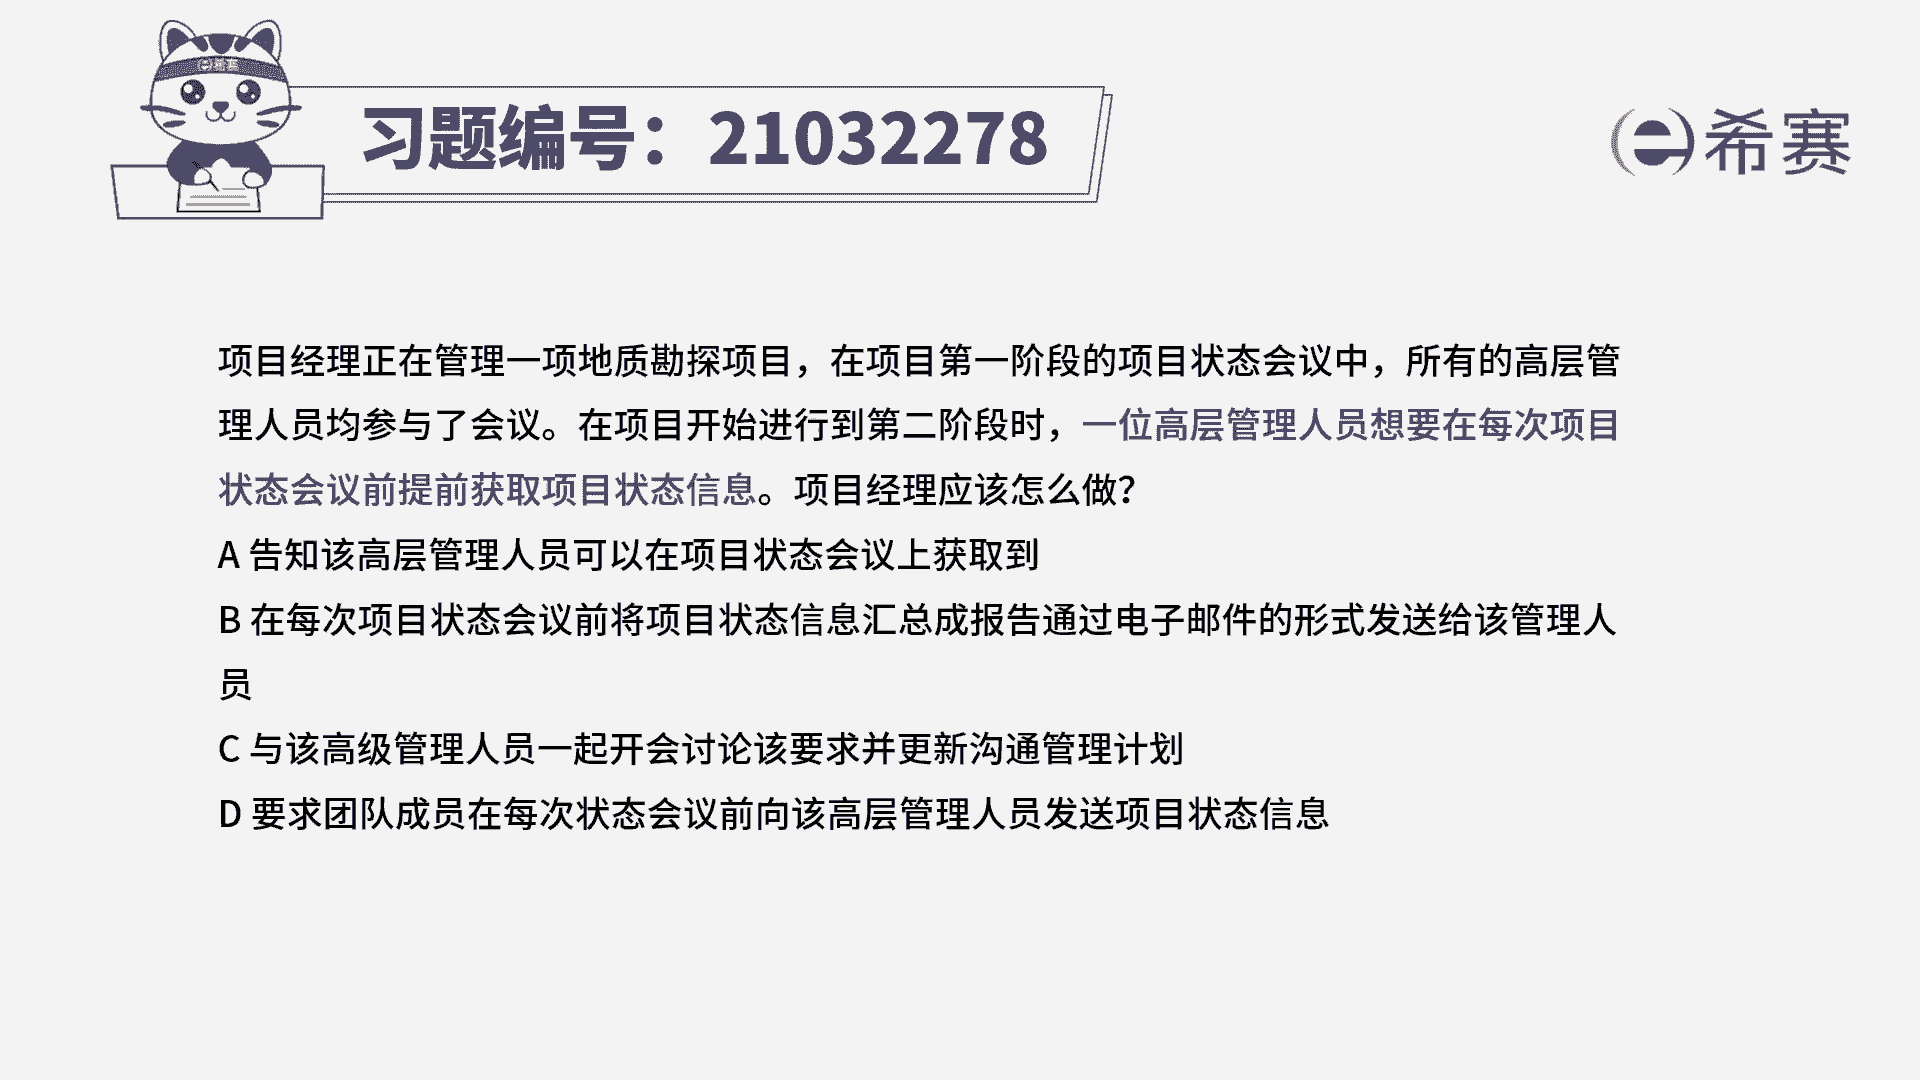 希赛
习题编号：21032278
希赛
项目经理正在管理一项地质勘探项目，在项目第一阶段的项目状态会议中，所有的高层管
理人员均参与了会议。在项目开始进行到第二阶段时，一位高层管理人员想要在每次项目
状态会议前提前获取项目状态信息。项目经理应该怎么做?
A 告知该高层管理人员可以在项目状态会议上获取到
B 在每次项目状态会议前将项目状态信息汇总成报告通过电子邮件的形式发送给该管理人
员
C 与该高级管理人员一起开会讨论该要求并更新沟通管理计划
D 要求团队成员在每次状态会议前向该高层管理人员发送项目状态信息